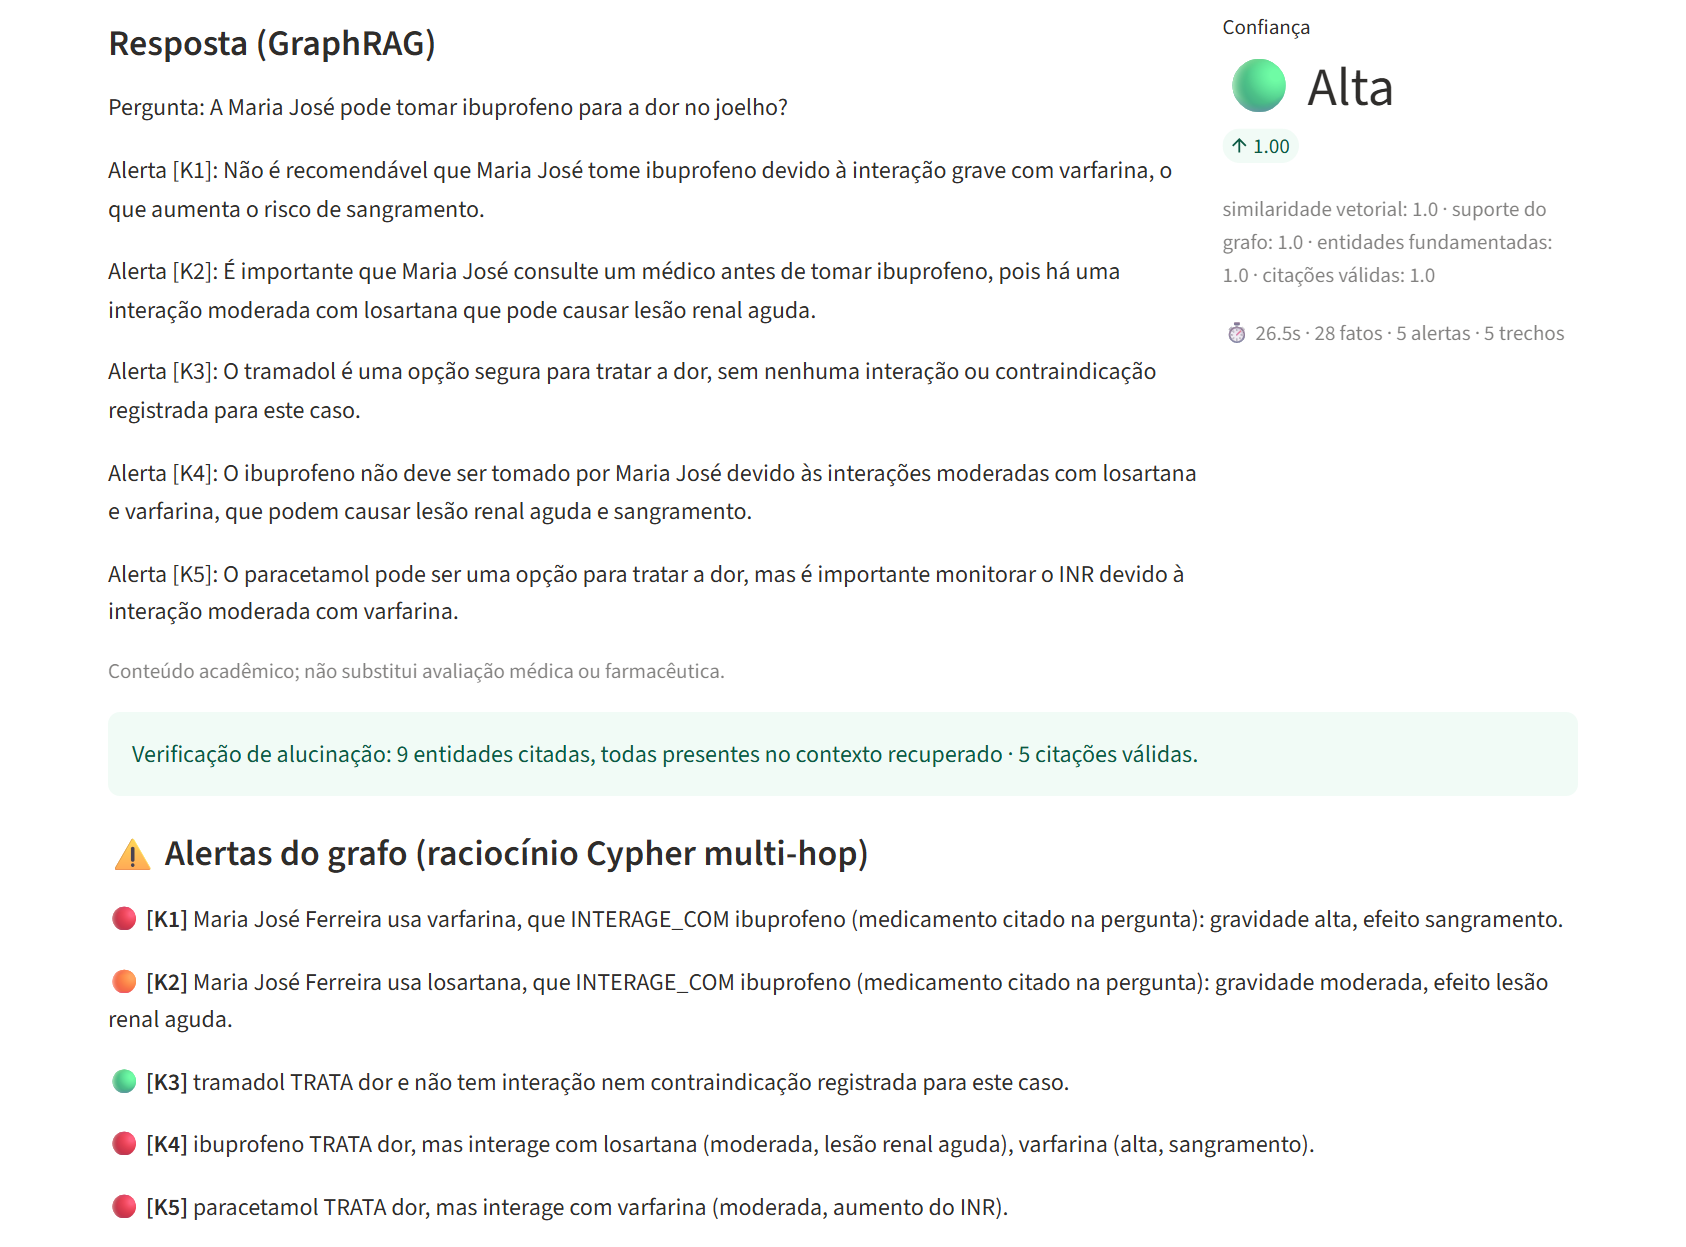 Resposta (GraphRAG)
Pergunta: A Maria José pode tomar ibuprofeno para a dor no joelho?
Alerta [K1]: Não é recomendável que Maria José tome ibuprofeno devido à interação grave com varfarina, o
que aumenta o risco de sangramento.
Alerta [K2]: É importante que Maria José consulte um médico antes de tomar ibuprofeno, pois há uma
interação moderada com losartana que pode causar lesão renal aguda.
Alerta [K3]: O tramadol é uma opção segura para tratar a dor, sem nenhuma interação ou contraindicação
registrada para este caso.
Alerta [K4]: O ibuprofeno não deve ser tomado por Maria José devido às interações moderadas com losartana
e varfarina, que podem causar lesão renal aguda e sangramento.
Alerta [K5]: O paracetamol pode ser uma opção para tratar a dor, mas é importante monitorar o INR devido à
interação moderada com varfarina.
Conteúdo acadêmico; não substitui avaliação médica ou farmacêutica.
Confiança
Alta
↑ 1.00
similaridade vetorial: 1.0 · suporte do
grafo: 1.0 · entidades fundamentadas:
1.0 · citações válidas: 1.0
26.5s · 28 fatos · 5 alertas · 5 trechos
Verificação de alucinação: 9 entidades citadas, todas presentes no contexto recuperado · 5 citações válidas.
Alertas do grafo (raciocínio Cypher multi-hop)
[K1] Maria José Ferreira usa varfarina, que INTERAGE_COM ibuprofeno (medicamento citado na pergunta): gravidade alta, efeito sangramento.
[K2] Maria José Ferreira usa losartana, que INTERAGE_COM ibuprofeno (medicamento citado na pergunta): gravidade moderada, efeito lesão
renal aguda.
[K3] tramadol TRATA dor e não tem interação nem contraindicação registrada para este caso.
[K4] ibuprofeno TRATA dor, mas interage com losartana (moderada, lesão renal aguda), varfarina (alta, sangramento).
[K5] paracetamol TRATA dor, mas interage com varfarina (moderada, aumento do INR).